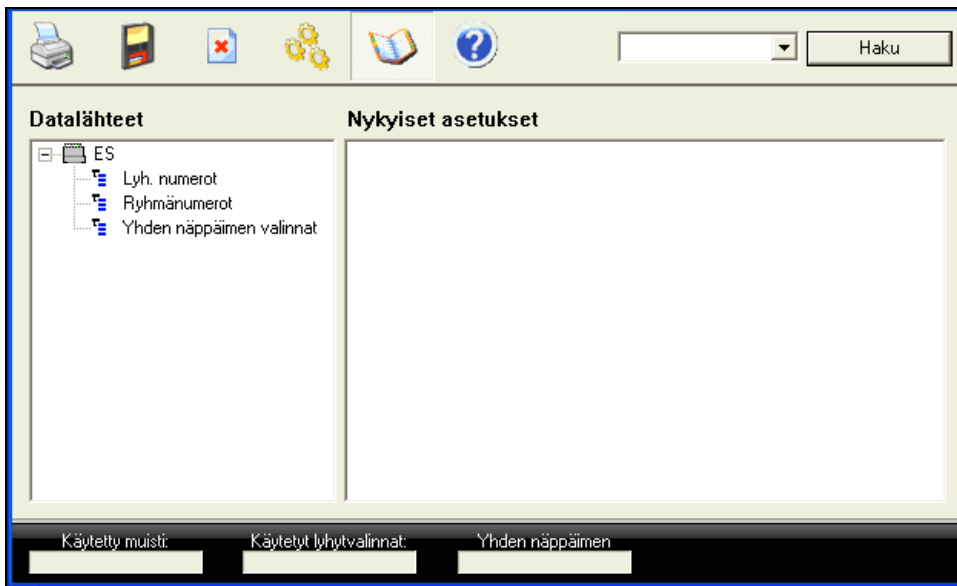 Haku
Datalähteet
Nykyiset asetukset
ES
Lyh. numerot
Ryhmänumerot
Yhden näppäimen valinnat
Käytetty muisti:
Käytetyt lyhytvalinnat:
Yhden näppäimen